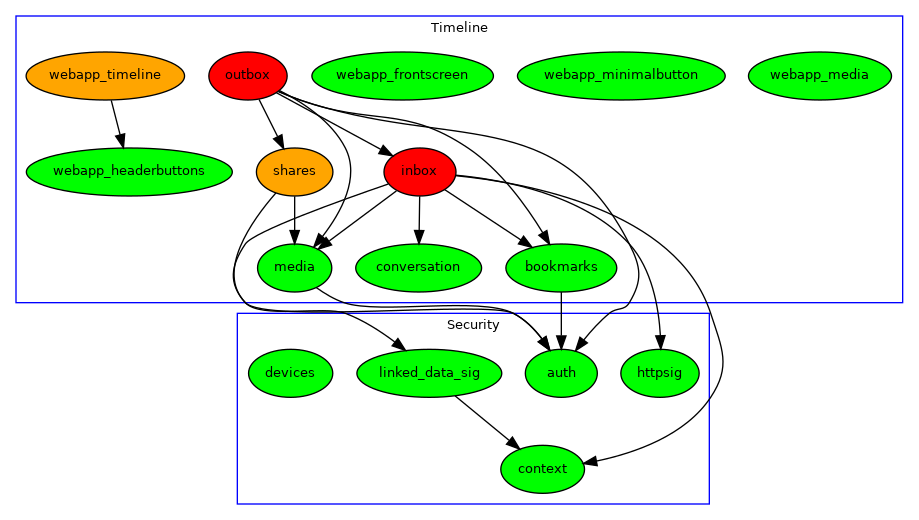 Timeline
webapp_timeline
outbox
webapp_frontscreen
webapp_minimalbutton
webapp_media
webapp_headerbuttons
shares
inbox
media
conversation
bookmarks
Security
devices
linked_data_sig
auth
httpsig
context